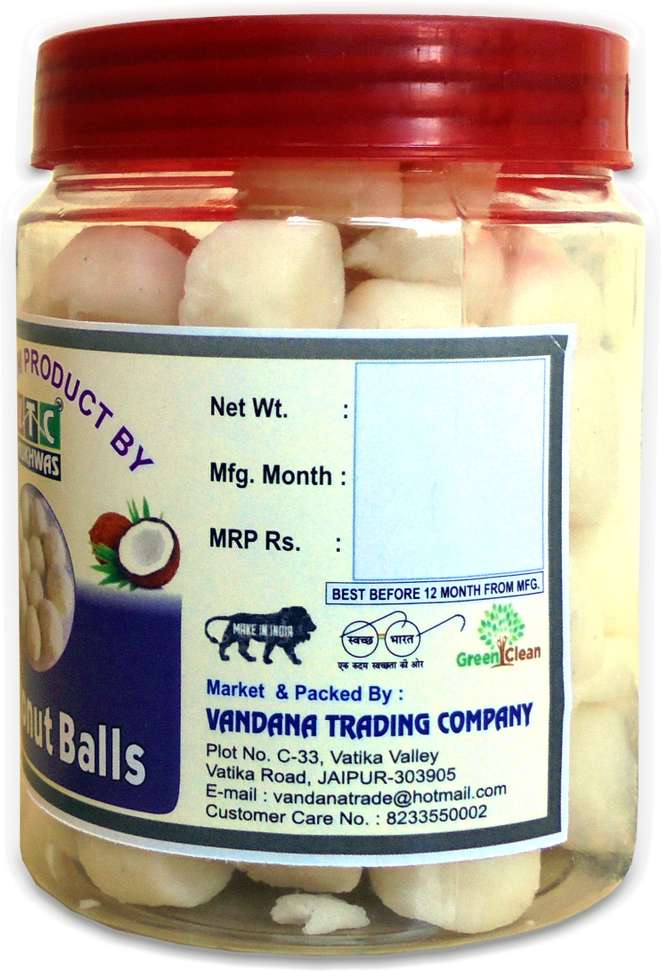 PRODUCT BY
TC
Balls
Net Wt. :
Mfg. Month :
MRP Rs. :
BEST BEFORE 12 MONTH FROM MFG.
MAKE IN INDIA
स्वच्छ भारत
एक कदम स्वच्छता की ओर
Green Clean
Market & Packed By :
VANDANA TRADING COMPANY
Plot No. C-33, Vatika Valley
Vatika Road, JAIPUR-303905
E-mail : vandanatrade@hotmail.com
Customer Care No. : 8233550002